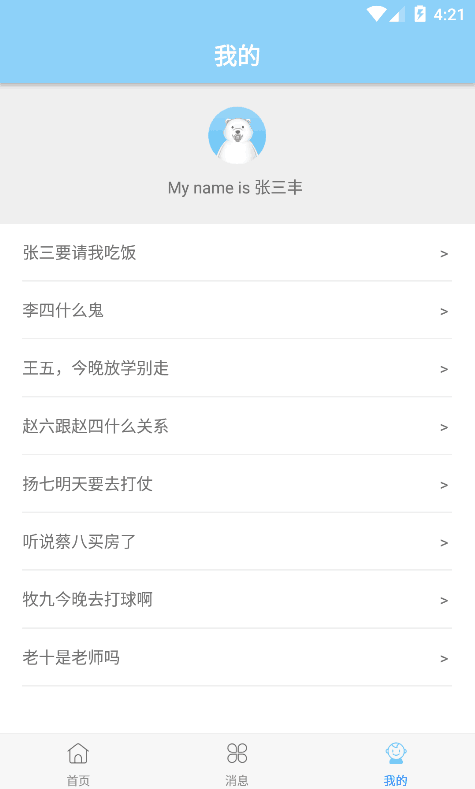 4:21
我的
My name is 张三丰
张三要请我吃饭 >
李四什么鬼 >
王五，今晚放学别走 >
赵六跟赵四什么关系 >
扬七明天要去打仗 >
听说蔡八买房了 >
牧九今晚去打球啊 >
老十是老师吗 >
首页 消息 我的